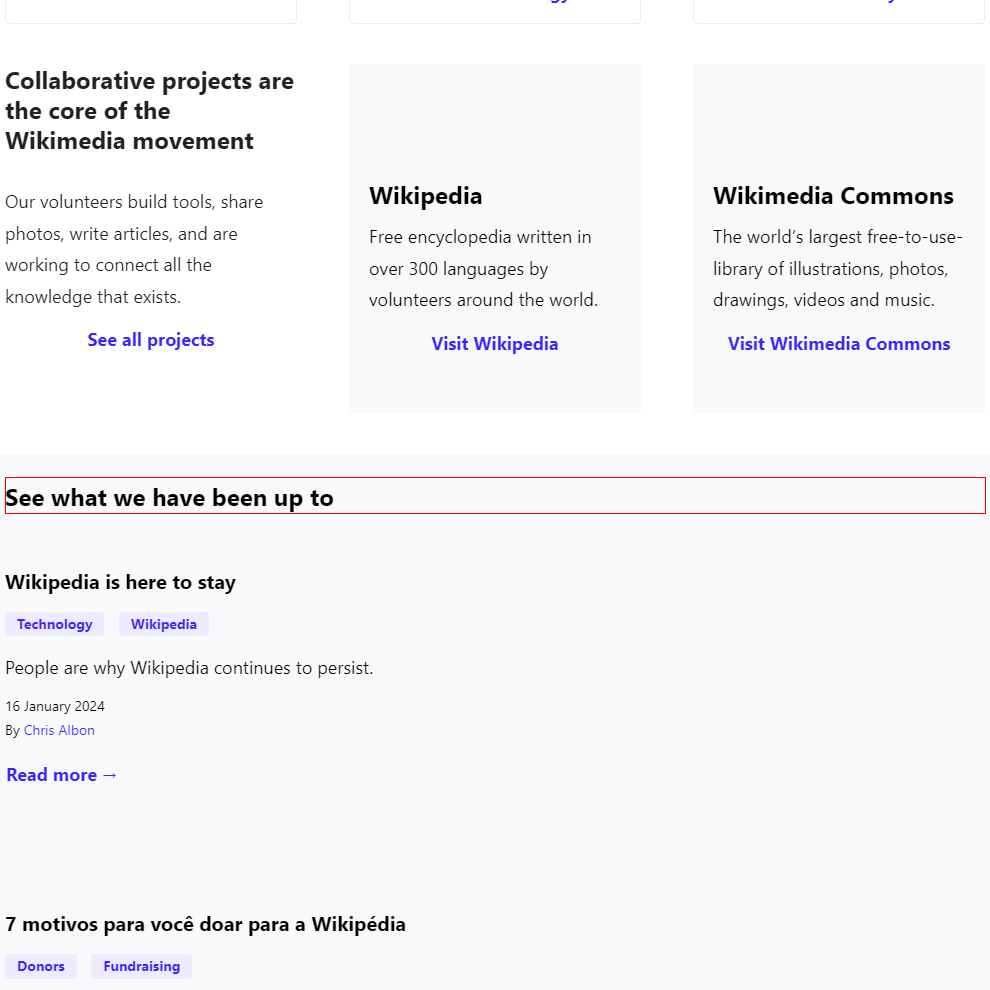 Collaborative projects are
the core of the
Wikimedia movement
Our volunteers build tools, share
photos, write articles, and are
working to connect all the
knowledge that exists.
See all projects
Wikipedia
Free encyclopedia written in
over 300 languages by
volunteers around the world.
Visit Wikipedia
Wikimedia Commons
The world’s largest free-to-use-
library of illustrations, photos,
drawings, videos and music.
Visit Wikimedia Commons
See what we have been up to
Wikipedia is here to stay
Technology Wikipedia
People are why Wikipedia continues to persist.
16 January 2024
By Chris Albon
Read more →
7 motivos para você doar para a Wikipédia
Donors Fundraising